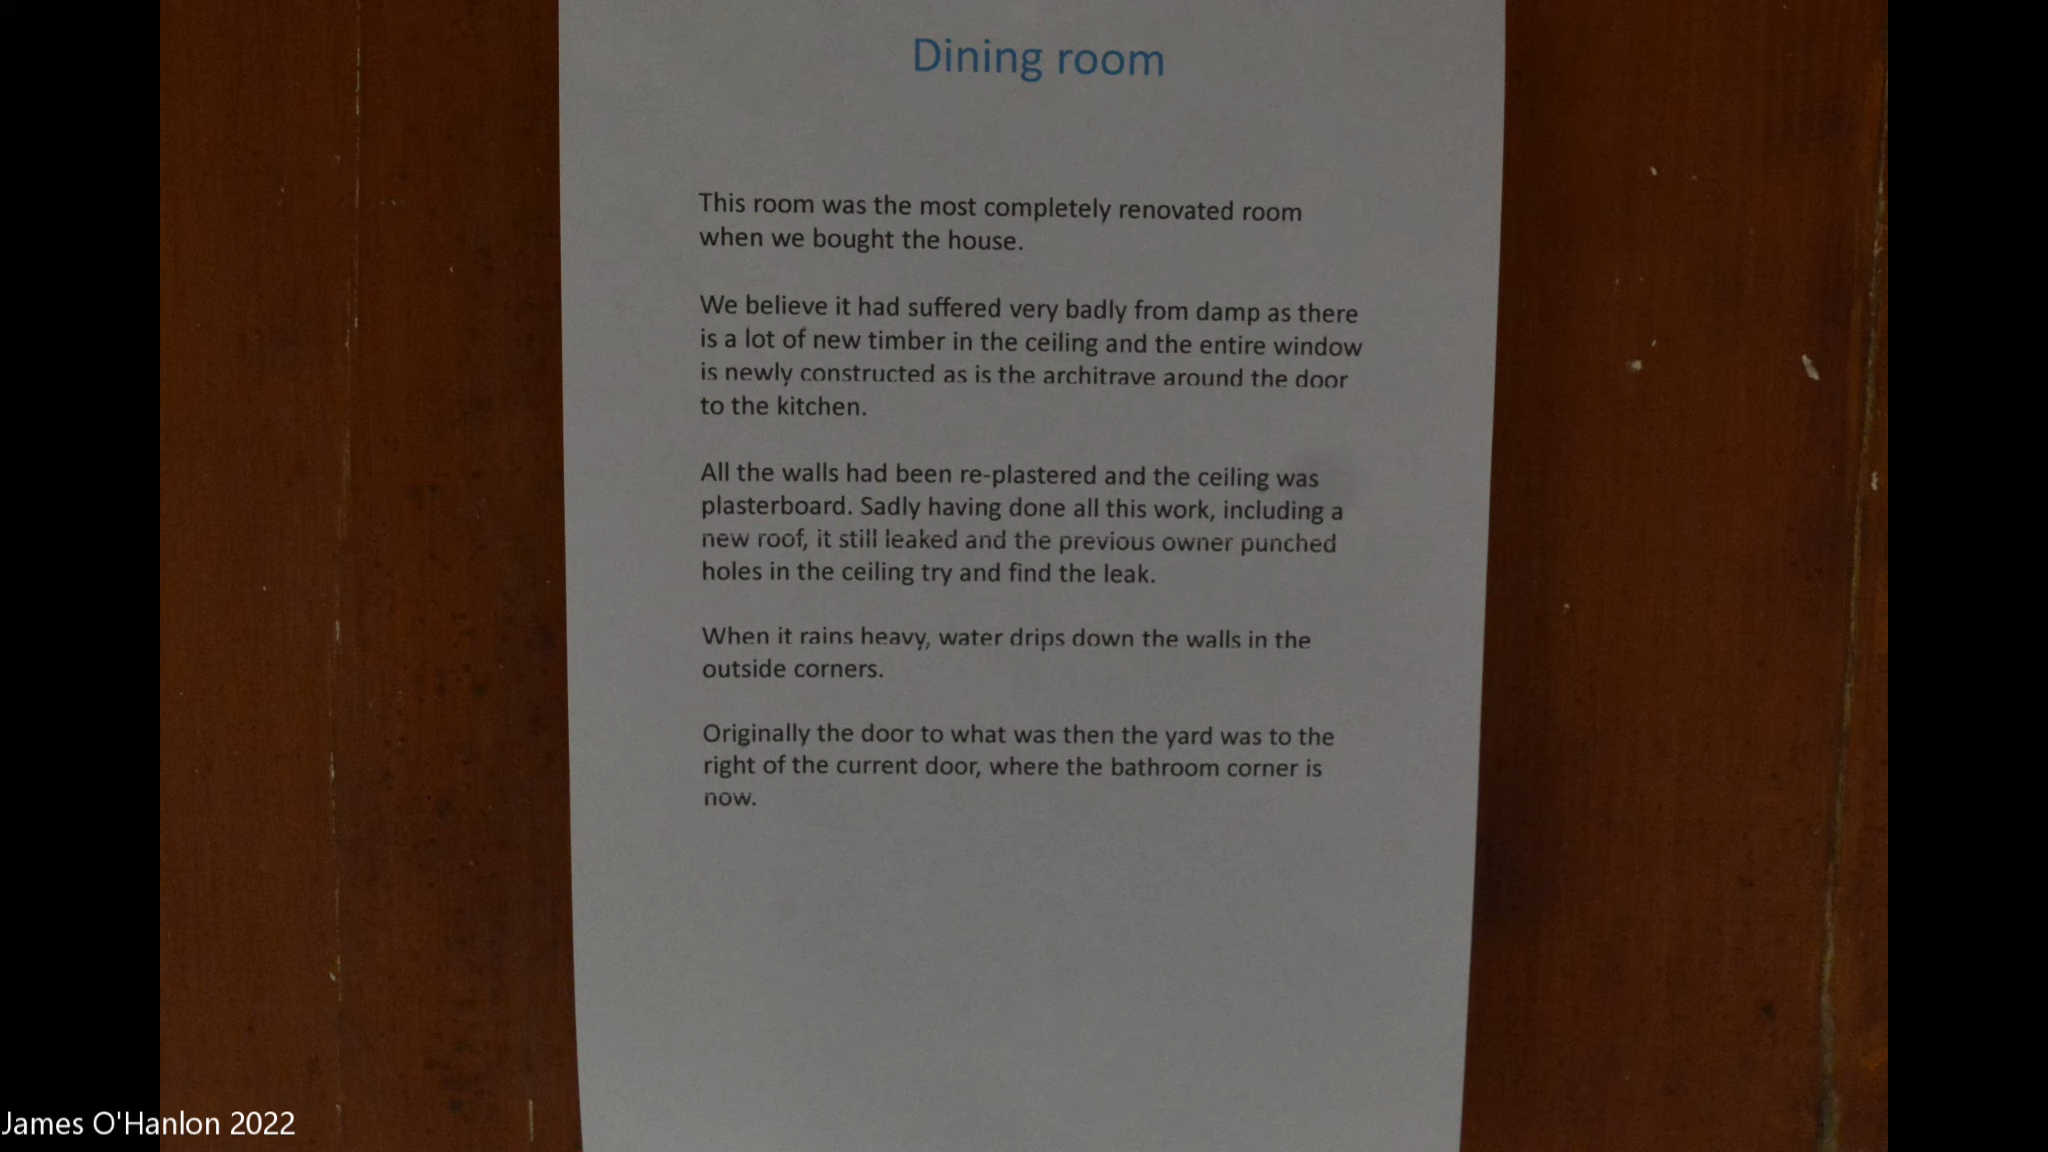 Dining room
This room was the most completely renovated room
when we bought the house.
We believe it had suffered very badly from damp as there
is a lot of new timber in the ceiling and the entire window
is newly constructed as is the architrave around the door
to the kitchen.
All the walls had been re-plastered and the ceiling was
plasterboard. Sadly having done all this work, including a
new roof, it still leaked and the previous owner punched
holes in the ceiling try and find the leak.
When it rains heavy, water drips down the walls in the
outside corners.
Originally the door to what was then the yard was to the
right of the current door, where the bathroom corner is
now.
James O'Hanlon 2022